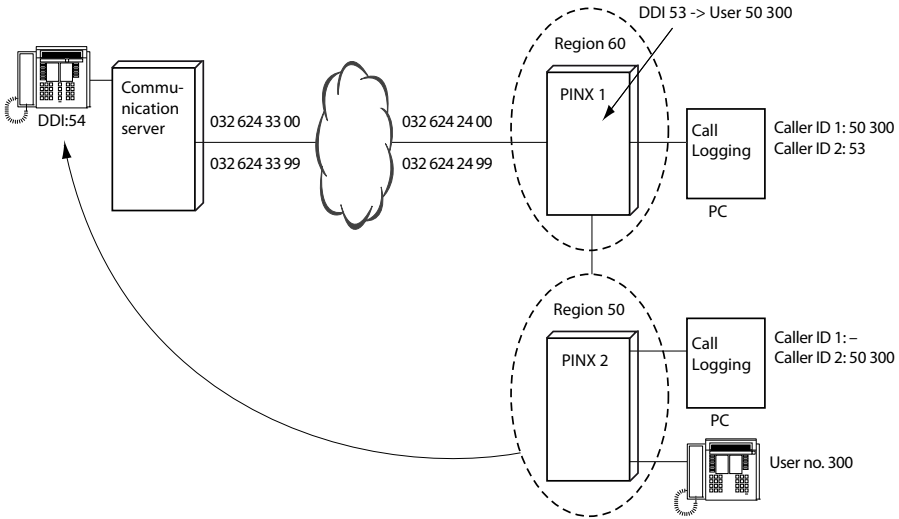 DDI 53 -> User 50 300
Region 60
PINX 1
Commu-
nication
server
DDI:54
032 624 33 00
032 624 33 99
032 624 24 00
032 624 24 99
Call
Logging
PC
Caller ID 1: 50 300
Caller ID 2: 53
Region 50
PINX 2
Call
Logging
PC
Caller ID 1: –
Caller ID 2: 50 300
User no. 300